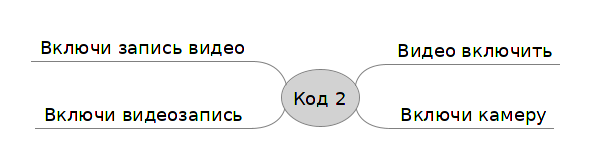 Включи запись видео
Видео включить
Код 2
Включи видеозапись
Включи камеру